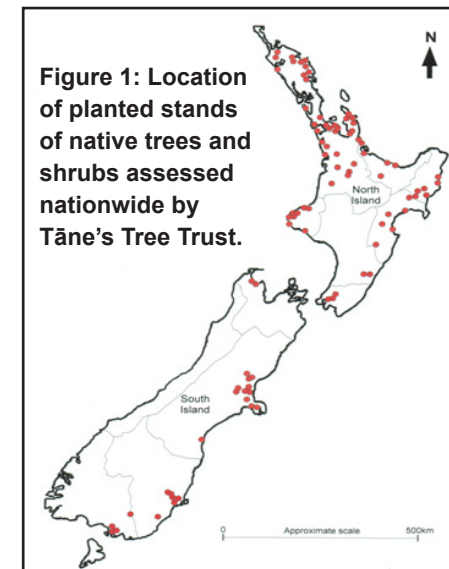 Figure 1: Location
of planted stands
of native trees and
shrubs assessed
nationwide by
Tāne's Tree Trust.
N
North
Island
South
Island
0 Approximate scale 500km